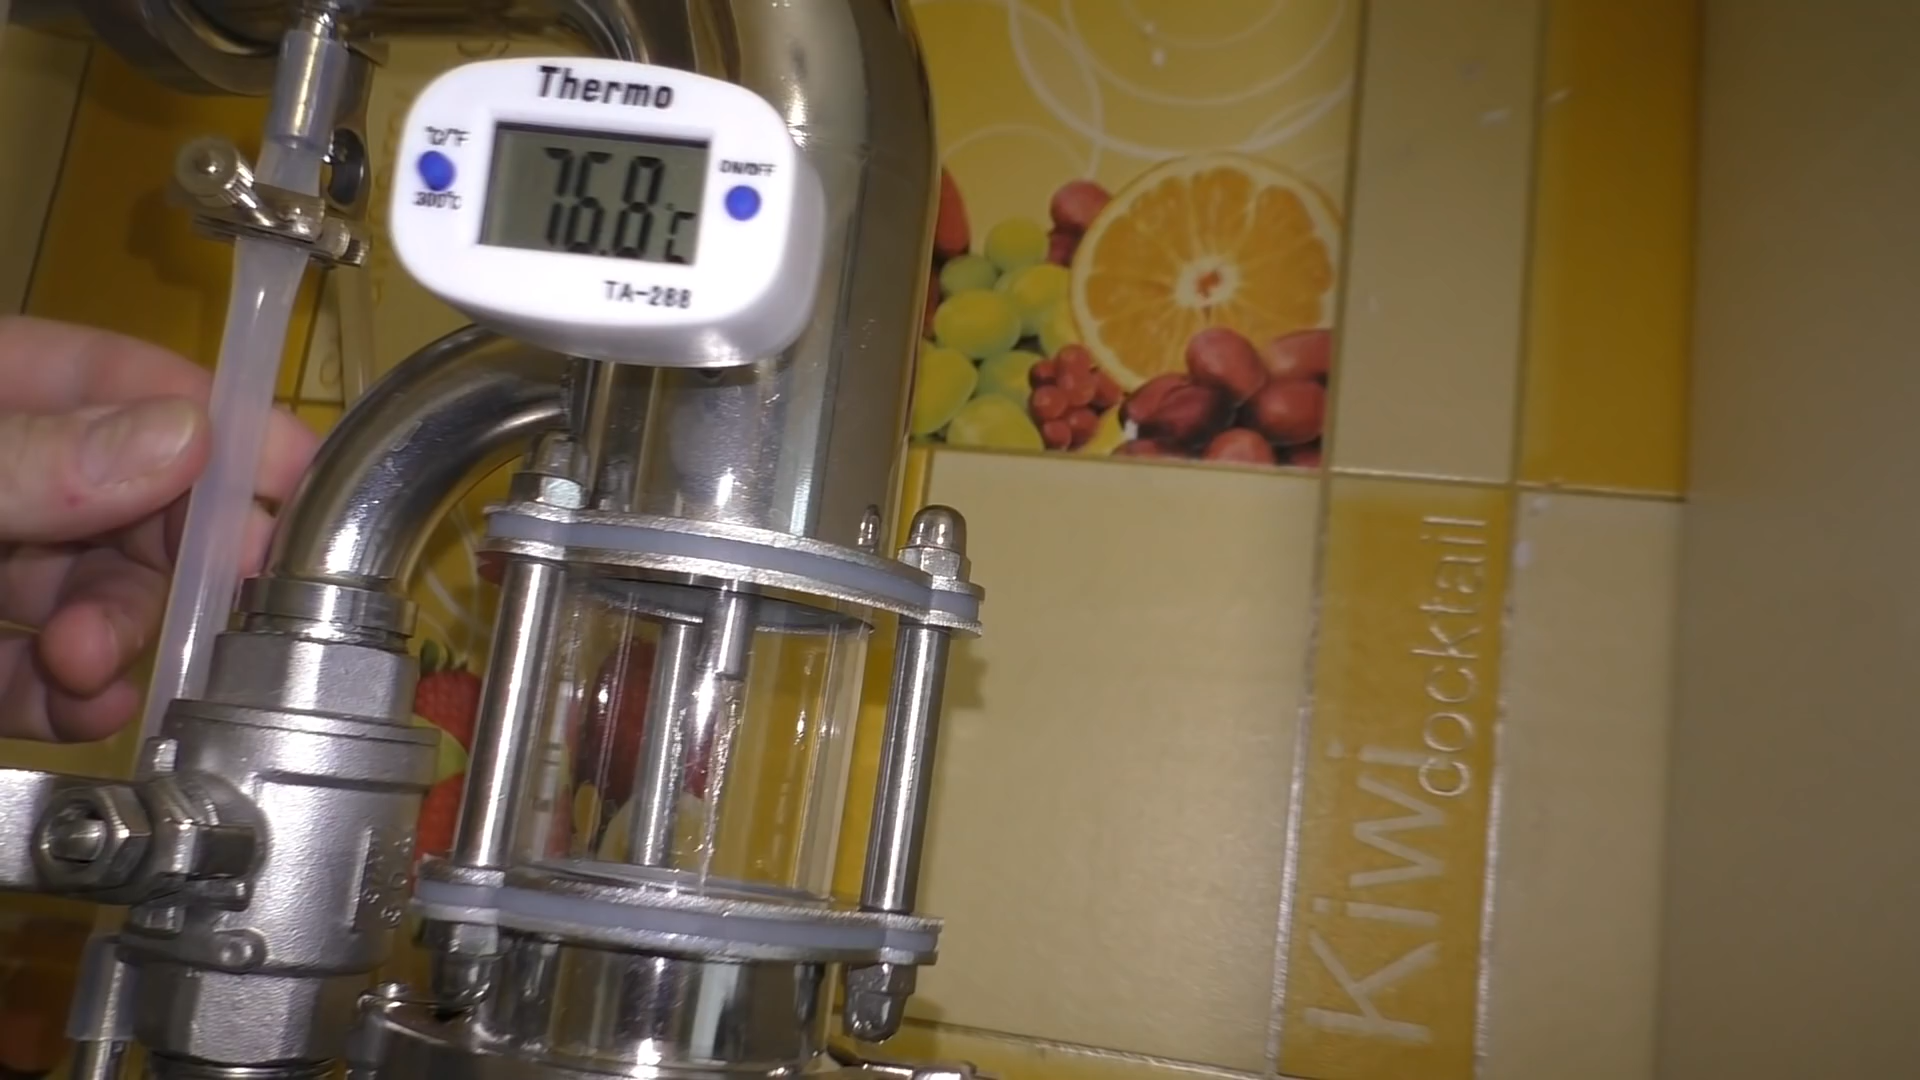 Thermo
°C/°F
300°C
ON/OFF
76.8°C
TA-288
Kiwi
cocktail